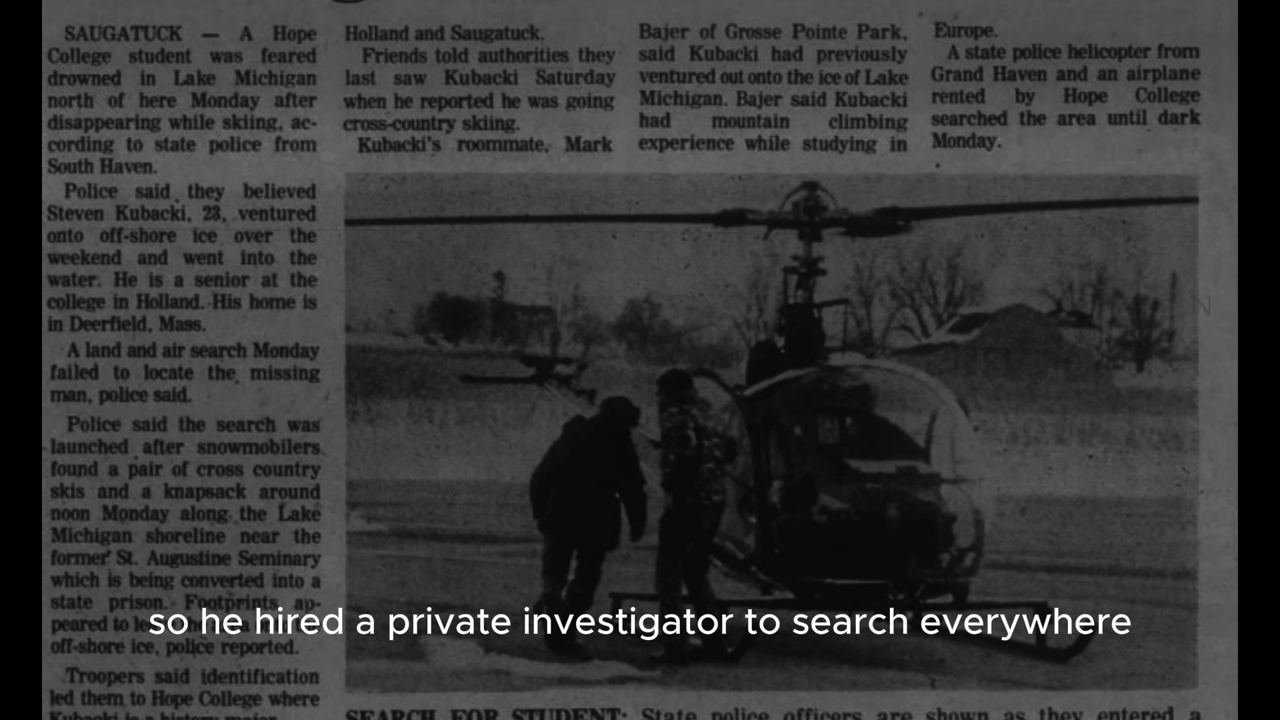 SAUGATUCK — A Hope
College student was feared
drowned in Lake Michigan
north of here Monday after
disappearing while skiing, ac-
cording to state police from
South Haven.
Police said they believed
Steven Kubacki, 23, ventured
onto off-shore ice over the
weekend and went into the
water. He is a senior at the
college in Holland. His home is
in Deerfield, Mass.
A land and air search Monday
failed to locate the missing
man, police said.
Police said the search was
launched after snowmobilers
found a pair of cross country
skis and a knapsack around
noon Monday along the Lake
Michigan shoreline near the
former St. Augustine Seminary
which is being converted into a
state prison. Footprints ap-
peared to
off-shore ice, police reported.
Troopers said identification
led them to Hope College where
Kubacki is a history major
Holland and Saugatuck.
Friends told authorities they
last saw Kubacki Saturday
when he reported he was going
cross-country skiing.
Kubacki's roommate, Mark
Bajer of Grosse Pointe Park,
said Kubacki had previously
ventured out onto the ice of Lake
Michigan. Bajer said Kubacki
had mountain climbing
experience while studying in
Europe.
A state police helicopter from
Grand Haven and an airplane
rented by Hope College
searched the area until dark
Monday.
SEARCH FOR STUDENT: State police officers are shown as they entered a
so he hired a private investigator to search everywhere